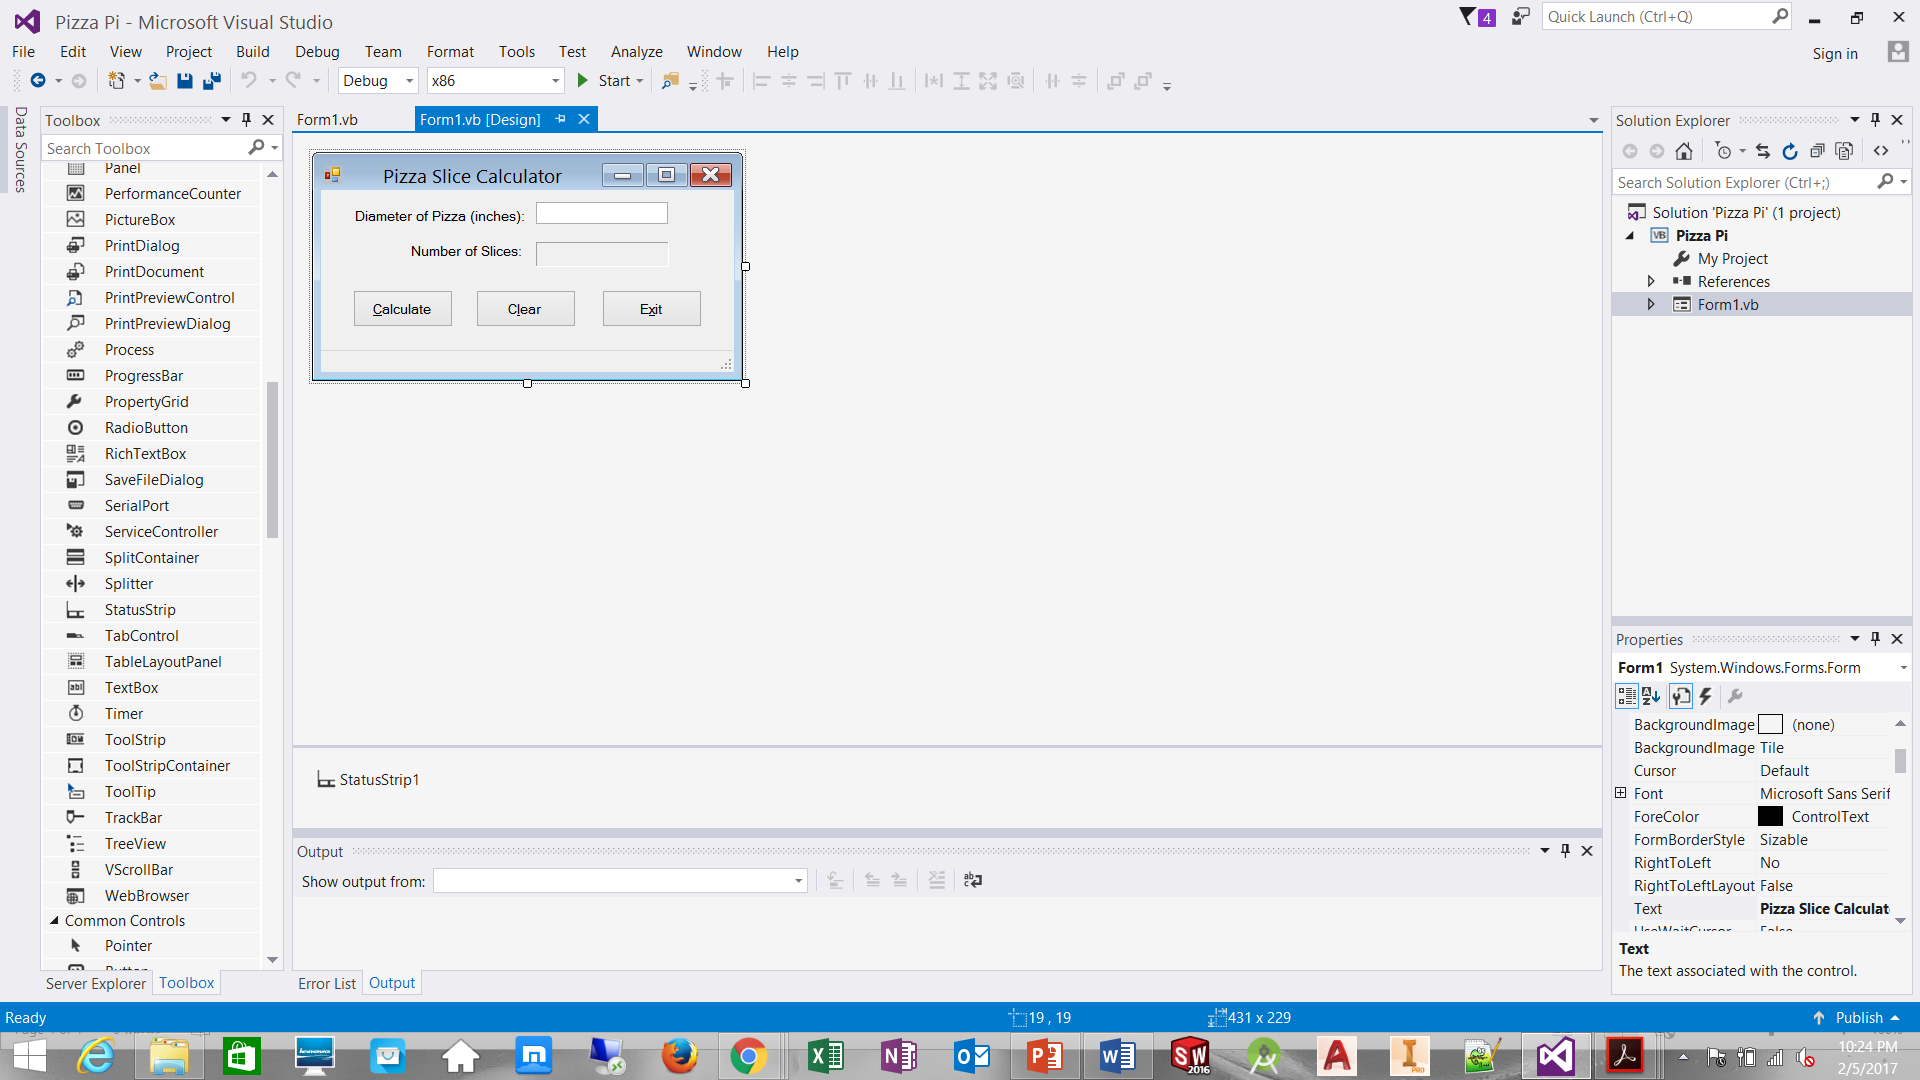 Pizza Pi - Microsoft Visual Studio
4
Quick Launch (Ctrl+Q)
File Edit View Project Build Debug Team Format Tools Test Analyze Window Help
Sign in
Debug x86 Start
Data Sources
Toolbox
Search Toolbox
Panel
PerformanceCounter
PictureBox
PrintDialog
PrintDocument
PrintPreviewControl
PrintPreviewDialog
Process
ProgressBar
PropertyGrid
RadioButton
RichTextBox
SaveFileDialog
SerialPort
ServiceController
SplitContainer
Splitter
StatusStrip
TabControl
TableLayoutPanel
TextBox
Timer
ToolStrip
ToolStripContainer
ToolTip
TrackBar
TreeView
VScrollBar
WebBrowser
Common Controls
Pointer
Button
Server Explorer Toolbox
Form1.vb Form1.vb [Design]
Pizza Slice Calculator
Diameter of Pizza (inches):
Number of Slices:
Calculate Clear Exit
StatusStrip1
Output
Show output from:
Error List Output
Solution Explorer
Search Solution Explorer (Ctrl+;)
Solution 'Pizza Pi' (1 project)
VB Pizza Pi
My Project
References
Form1.vb
Properties
Form1 System.Windows.Forms.Form
BackgroundImage (none)
BackgroundImage Tile
Cursor Default
Font Microsoft Sans Serif
ForeColor ControlText
FormBorderStyle Sizable
RightToLeft No
RightToLeftLayout False
Text Pizza Slice Calculat
UseWaitCursor False
Text
The text associated with the control.
Ready 19 , 19 431 x 229 Publish
10:24 PM
2/5/2017